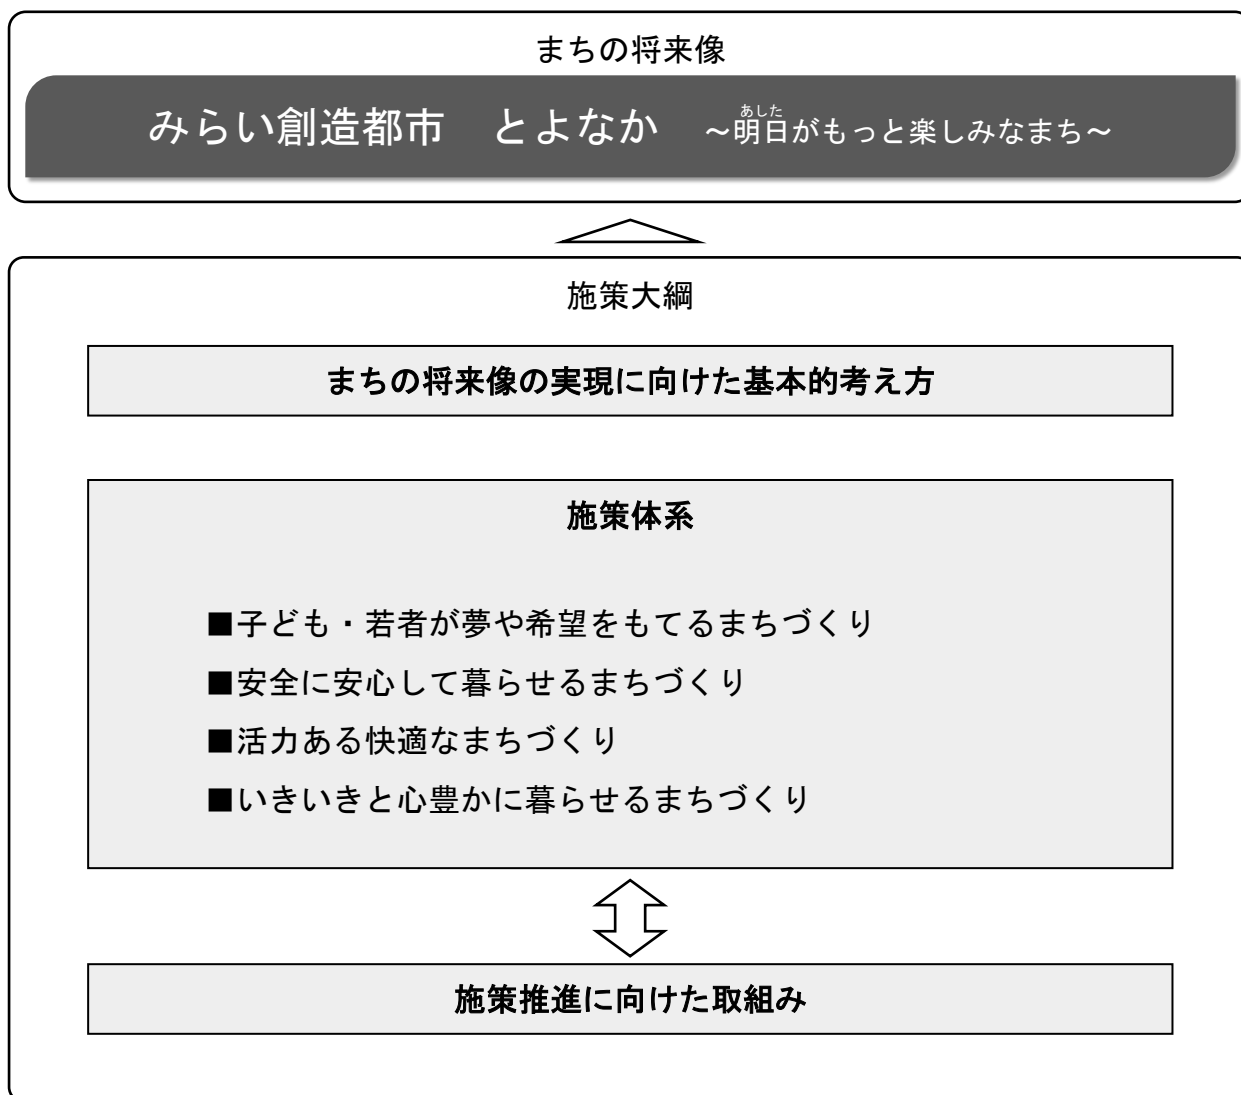 まちの将来像
みらい創造都市　とよなか　～明日がもっと楽しみなまち～
あした
施策大綱
まちの将来像の実現に向けた基本的考え方
施策体系
■子ども・若者が夢や希望をもてるまちづくり
■安全に安心して暮らせるまちづくり
■活力ある快適なまちづくり
■いきいきと心豊かに暮らせるまちづくり
施策推進に向けた取組み